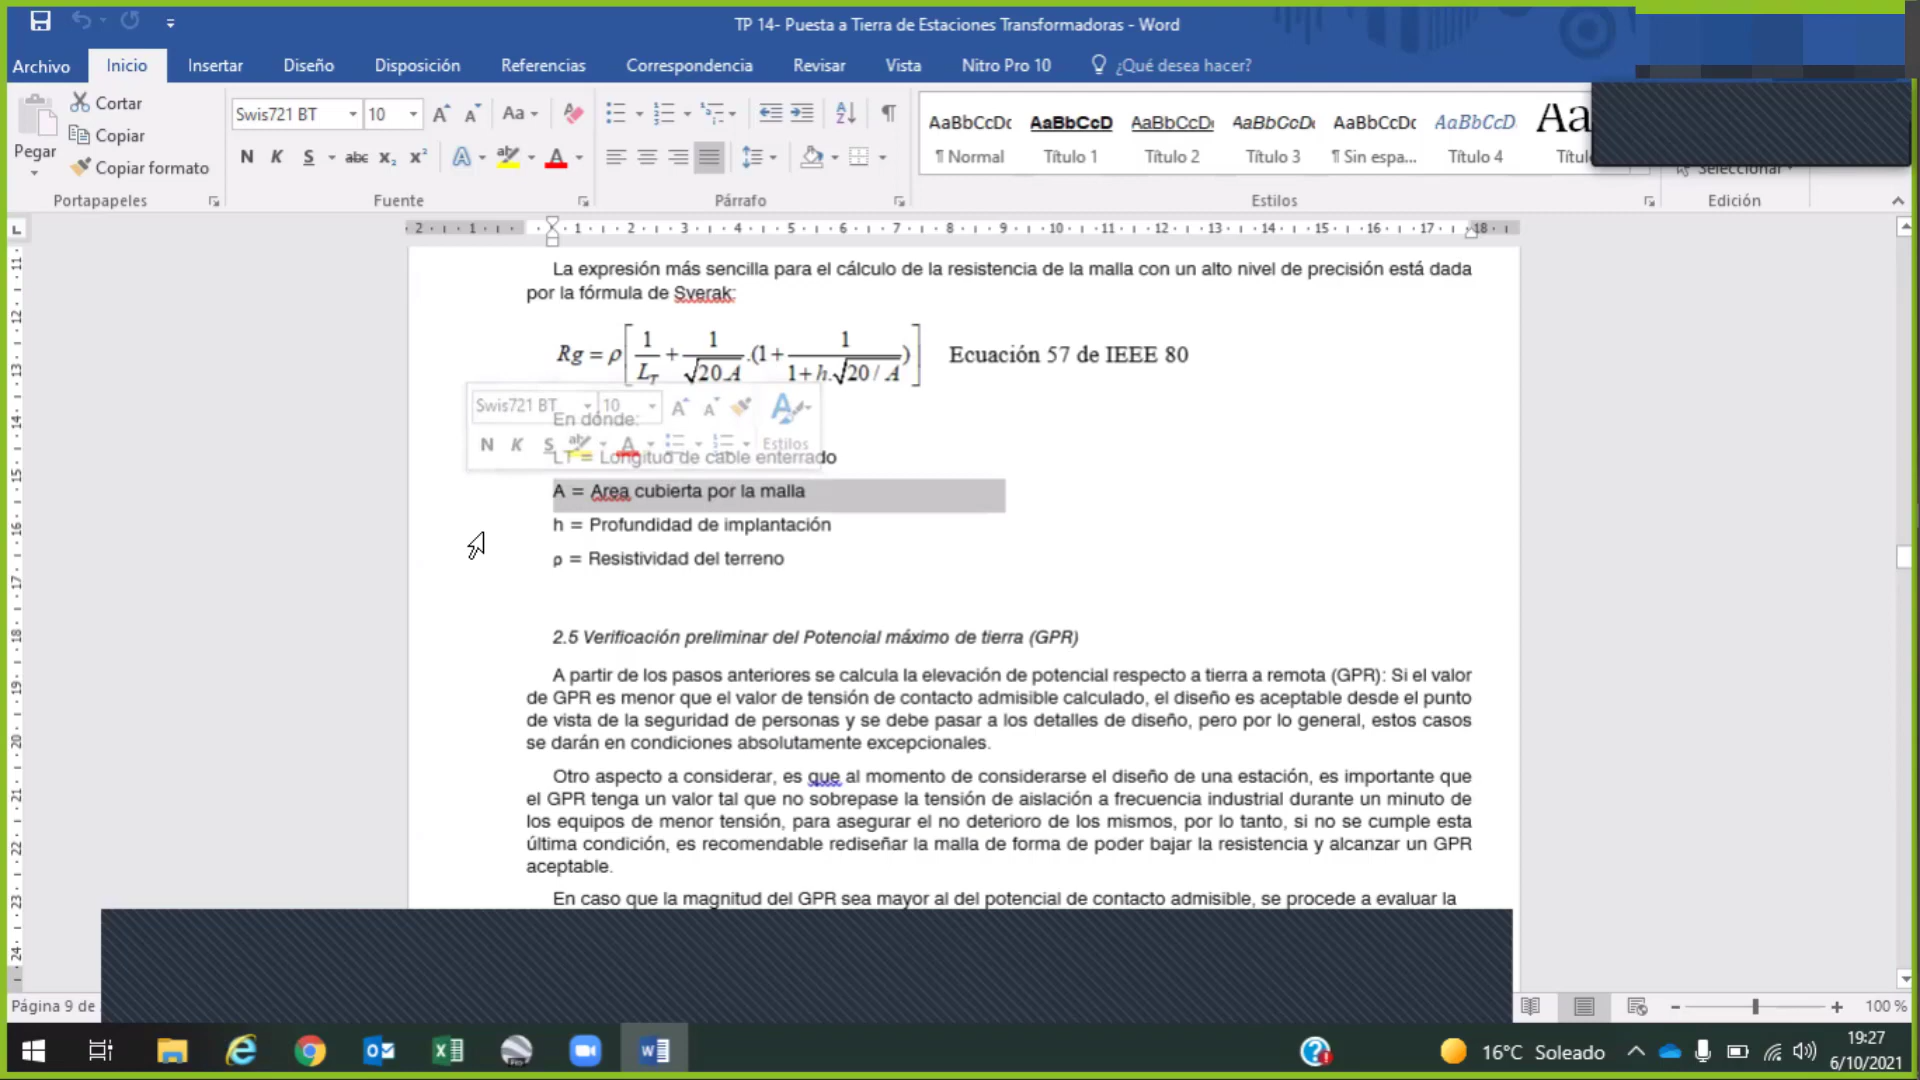 TP 14- Puesta a Tierra de Estaciones Transformadoras - Word
Archivo Inicio Insertar Diseño Disposición Referencias Correspondencia Revisar Vista Nitro Pro 10 ¿Qué desea hacer?
Pegar
Cortar
Copiar
Copiar formato
Portapapeles
Swis721 BT 10
N K S abc x₂ x²
Fuente
Párrafo
AaBbCcDc AaBbCcD AaBbCcDc AaBbCcDc AaBbCcDc AaBbCcD Aa
¶ Normal Título 1 Título 2 Título 3 ¶ Sin espa... Título 4
Estilos
Seleccionar
Edición
La expresión más sencilla para el cálculo de la resistencia de la malla con un alto nivel de precisión está dada
por la fórmula de Sverak:
Rg = ρ[1/L_T + 1/√20.A .(1+ 1/(1+h.√20/A))] Ecuación 57 de IEEE 80
Swis721 BT 10
En dónde:
N K S Estilos
LT = Longitud de cable enterrado
A = Area cubierta por la malla
h = Profundidad de implantación
ρ = Resistividad del terreno
2.5 Verificación preliminar del Potencial máximo de tierra (GPR)
A partir de los pasos anteriores se calcula la elevación de potencial respecto a tierra a remota (GPR): Si el valor
de GPR es menor que el valor de tensión de contacto admisible calculado, el diseño es aceptable desde el punto
de vista de la seguridad de personas y se debe pasar a los detalles de diseño, pero por lo general, estos casos
se darán en condiciones absolutamente excepcionales.
Otro aspecto a considerar, es que al momento de considerarse el diseño de una estación, es importante que
el GPR tenga un valor tal que no sobrepase la tensión de aislación a frecuencia industrial durante un minuto de
los equipos de menor tensión, para asegurar el no deterioro de los mismos, por lo tanto, si no se cumple esta
última condición, es recomendable rediseñar la malla de forma de poder bajar la resistencia y alcanzar un GPR
aceptable.
En caso que la magnitud del GPR sea mayor al del potencial de contacto admisible, se procede a evaluar la
Página 9 de
100 %
16°C Soleado
19:27
6/10/2021